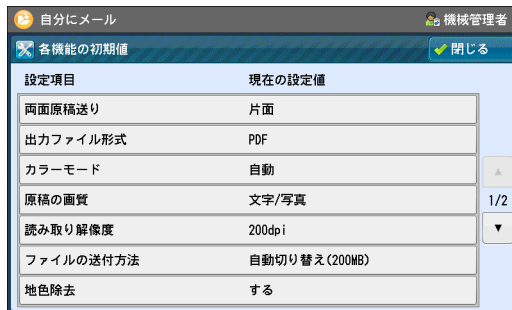 自分にメール 機械管理者
各機能の初期値 閉じる
設定項目 現在の設定値
両面原稿送り 片面
出力ファイル形式 PDF
カラーモード 自動
原稿の画質 文字/写真
1/2
読み取り解像度 200dpi
ファイルの送付方法 自動切り替え(200MB)
地色除去 する